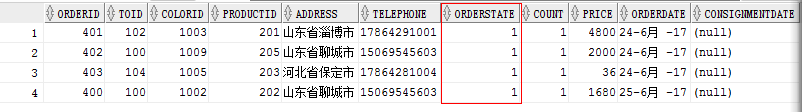 ORDERID TOID COLORID PRODUCTID ADDRESS TELEPHONE ORDERSTATE COUNT PRICE ORDERDATE CONSIGNMENTDATE
1 401 102 1003 201 山东省淄博市 17864291001 1 1 4800 24-6月 -17 (null)
2 402 100 1009 205 山东省聊城市 15069545603 1 1 2000 24-6月 -17 (null)
3 403 104 1005 203 河北省保定市 17864281004 1 1 36 24-6月 -17 (null)
4 400 100 1002 202 山东省聊城市 15069545603 1 1 1680 25-6月 -17 (null)